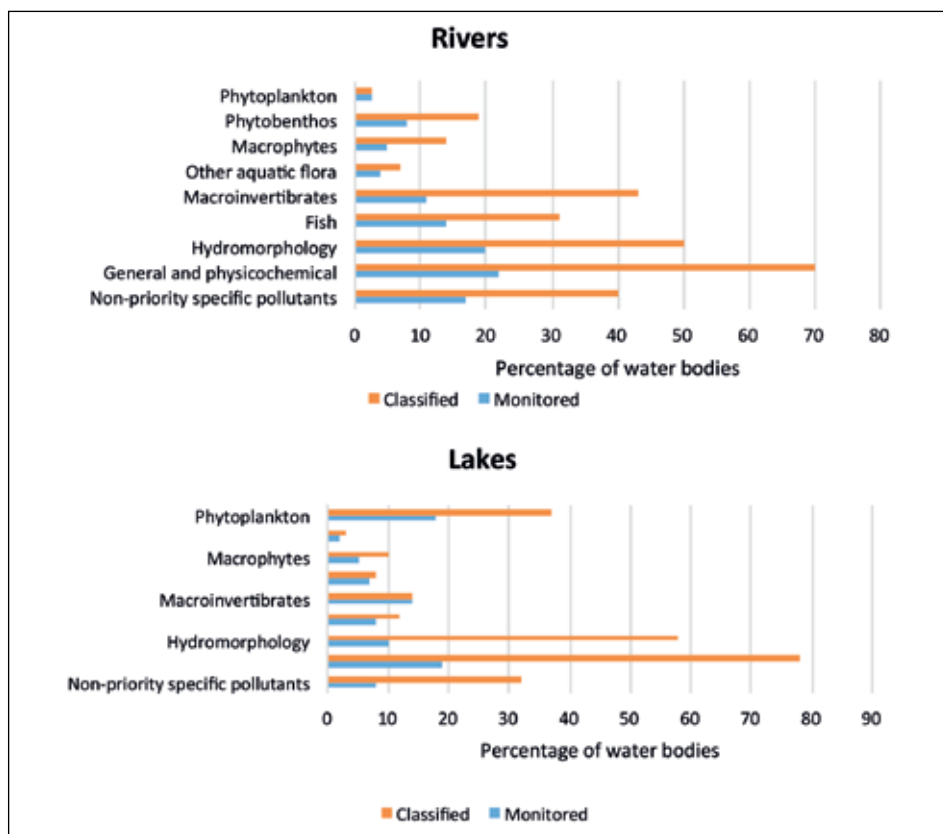 Rivers
Phytoplankton
Phytobenthos
Macrophytes
Other aquatic flora
Macroinvertibrates
Fish
Hydromorphology
General and physicochemical
Non-priority specific pollutants
0 10 20 30 40 50 60 70 80
Percentage of water bodies
Classified Monitored
Lakes
Phytoplankton
Macrophytes
Macroinvertibrates
Hydromorphology
Non-priority specific pollutants
0 10 20 30 40 50 60 70 80 90
Percentage of water bodies
Classified Monitored